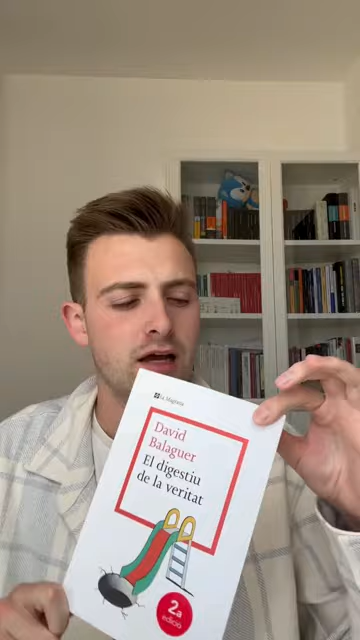 la Magrana
David
Balaguer
El digestiu
de la veritat
2a
edició